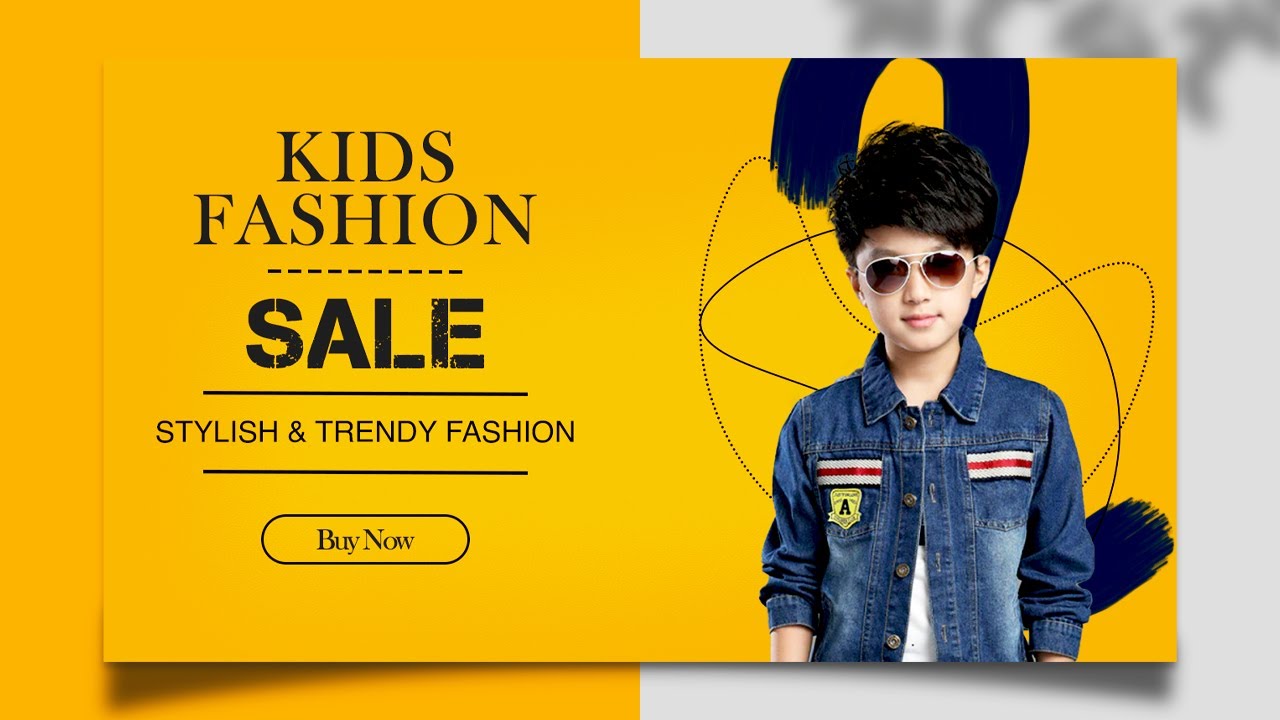 KIDS
FASHION
SALE
STYLISH & TRENDY FASHION
Buy Now
A